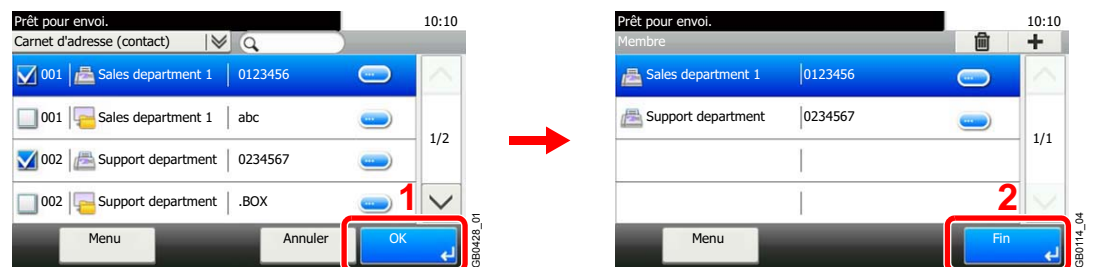 Prêt pour envoi. 10:10
Carnet d'adresse (contact)
001 Sales department 1 0123456 ...
001 Sales department 1 abc ...
1/2
002 Support department 0234567 ...
002 Support department .BOX ... 1
Menu Annuler OK
GB0428_01
Prêt pour envoi. 10:10
Membre
Sales department 1 0123456 ...
Support department 0234567 ...
1/1
2
Menu Fin
GB0114_04